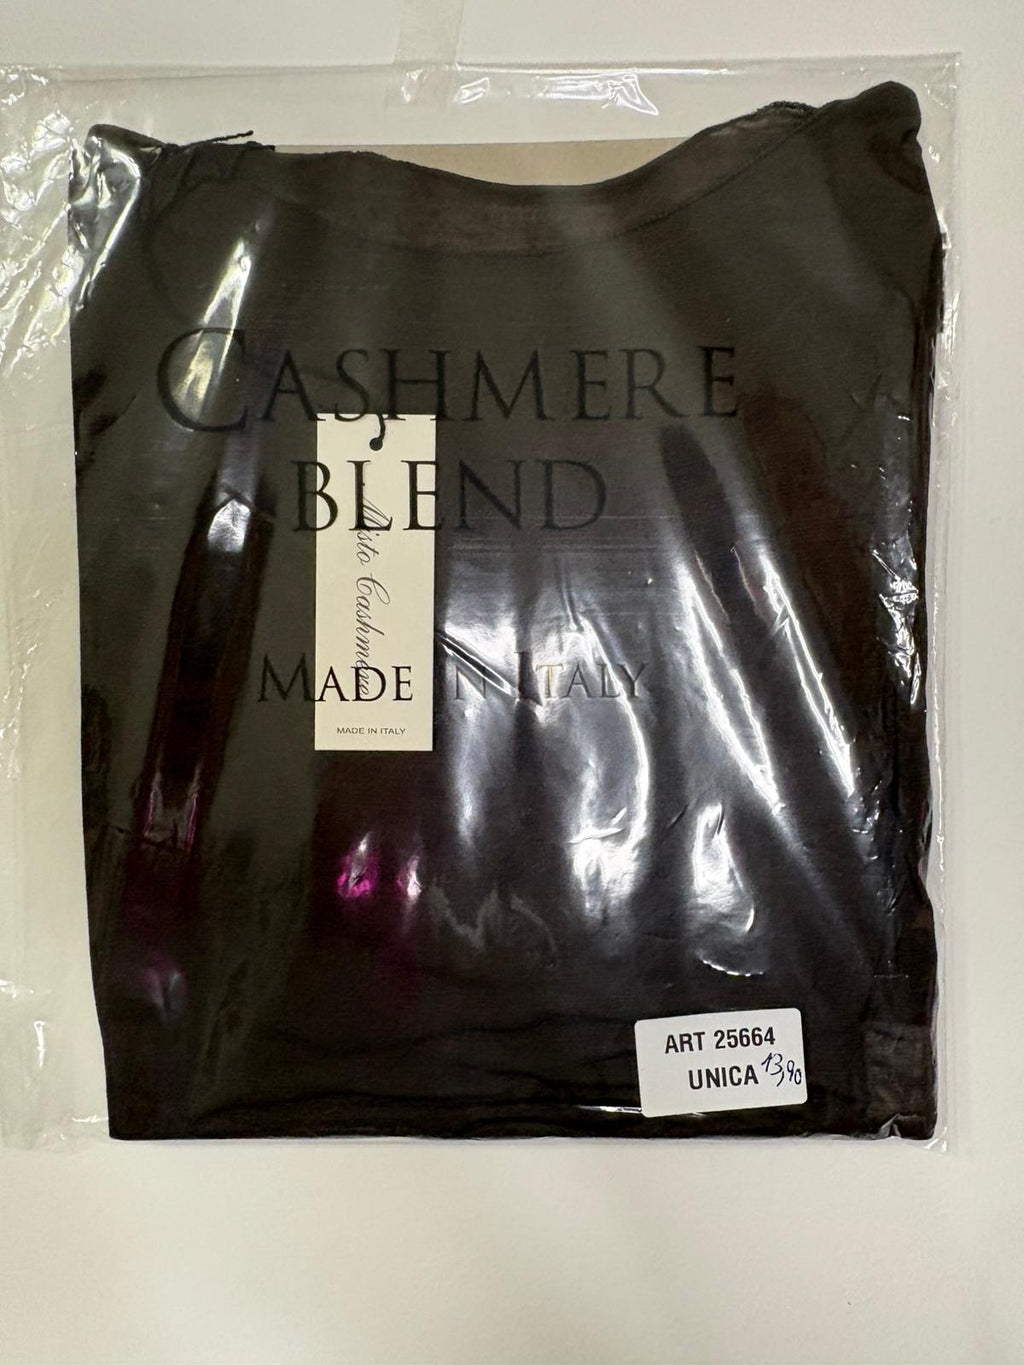 CASHMERE
BLEND
Misto Cashmere
MADE IN ITALY
MADE IN ITALY
ART 25664
UNICA 13,90